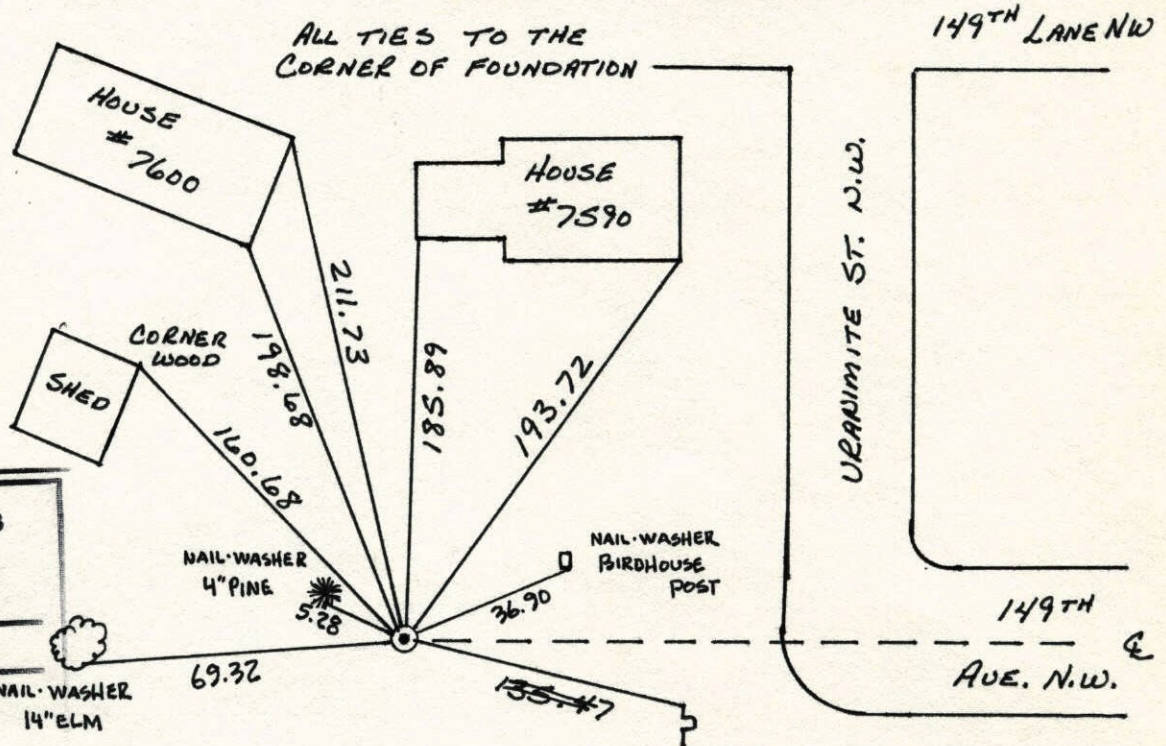 149TH LANE NW
ALL TIES TO THE
CORNER OF FOUNDATION
HOUSE
# 7600
HOUSE
# 7590
URANIMITE ST. N.W.
211.73
198.68
185.89
193.72
CORNER
WOOD
SHED
160.68
NAIL-WASHER
4" PINE
5.28
NAIL-WASHER
BIRDHOUSE
POST
36.90
149TH
AVE. N.W.
69.32
NAIL-WASHER
14" ELM